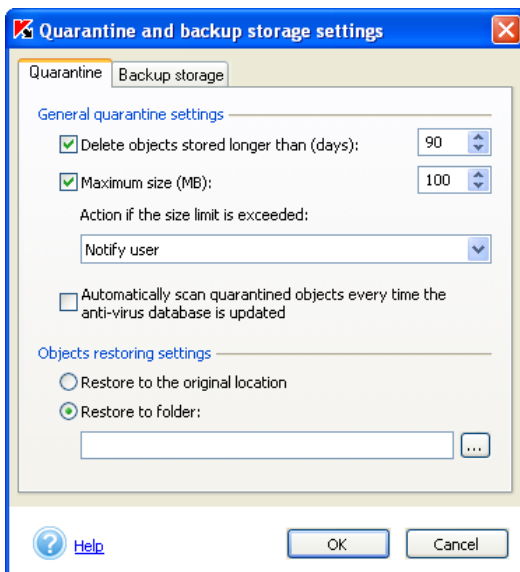 Quarantine and backup storage settings
Quarantine
Backup storage
General quarantine settings
Delete objects stored longer than (days):
90
Maximum size (MB):
100
Action if the size limit is exceeded:
Notify user
Automatically scan quarantined objects every time the
anti-virus database is updated
Objects restoring settings
Restore to the original location
Restore to folder:
...
Help
OK
Cancel